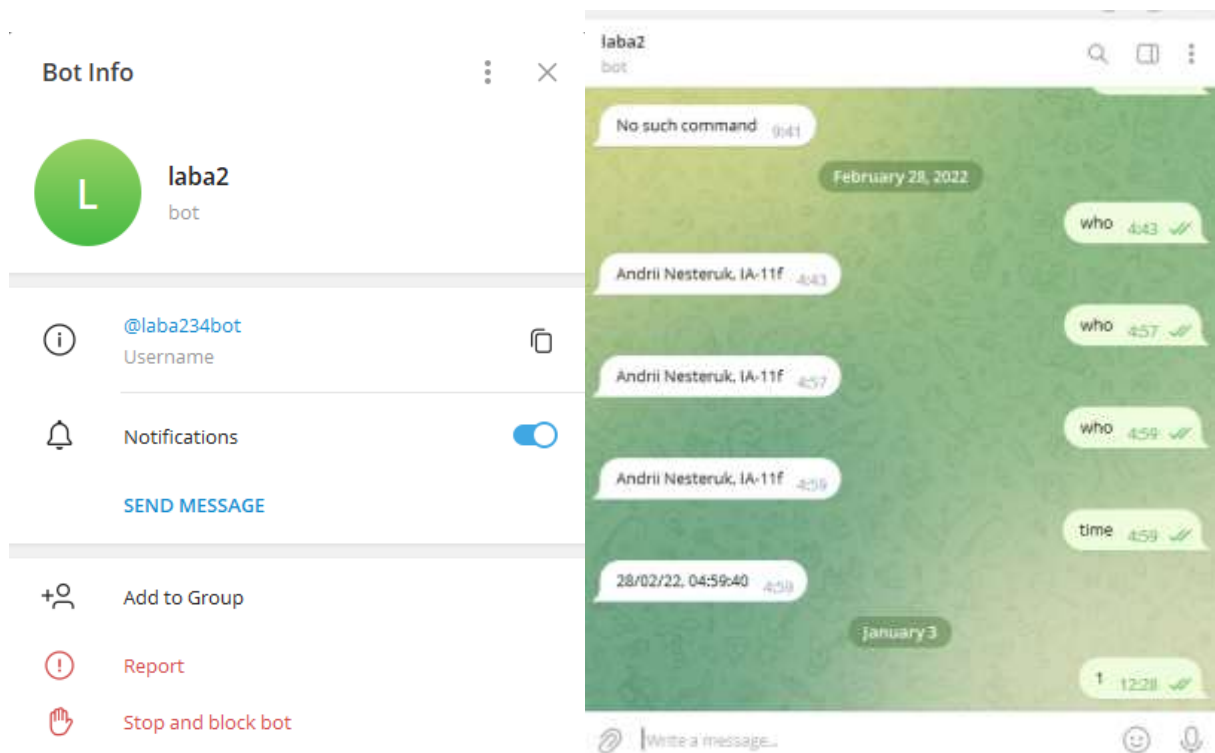 Bot Info
L
laba2
bot
@laba234bot
Username
Notifications
SEND MESSAGE
Add to Group
Report
Stop and block bot
laba2
bot
No such command 9:41
February 28, 2022
who 4:43
Andrii Nesteruk, IA-11f 4:43
who 4:57
Andrii Nesteruk, IA-11f 4:57
who 4:59
Andrii Nesteruk, IA-11f 4:59
time 4:59
28/02/22, 04:59:40 4:59
January 3
1 12:28
Write a message...